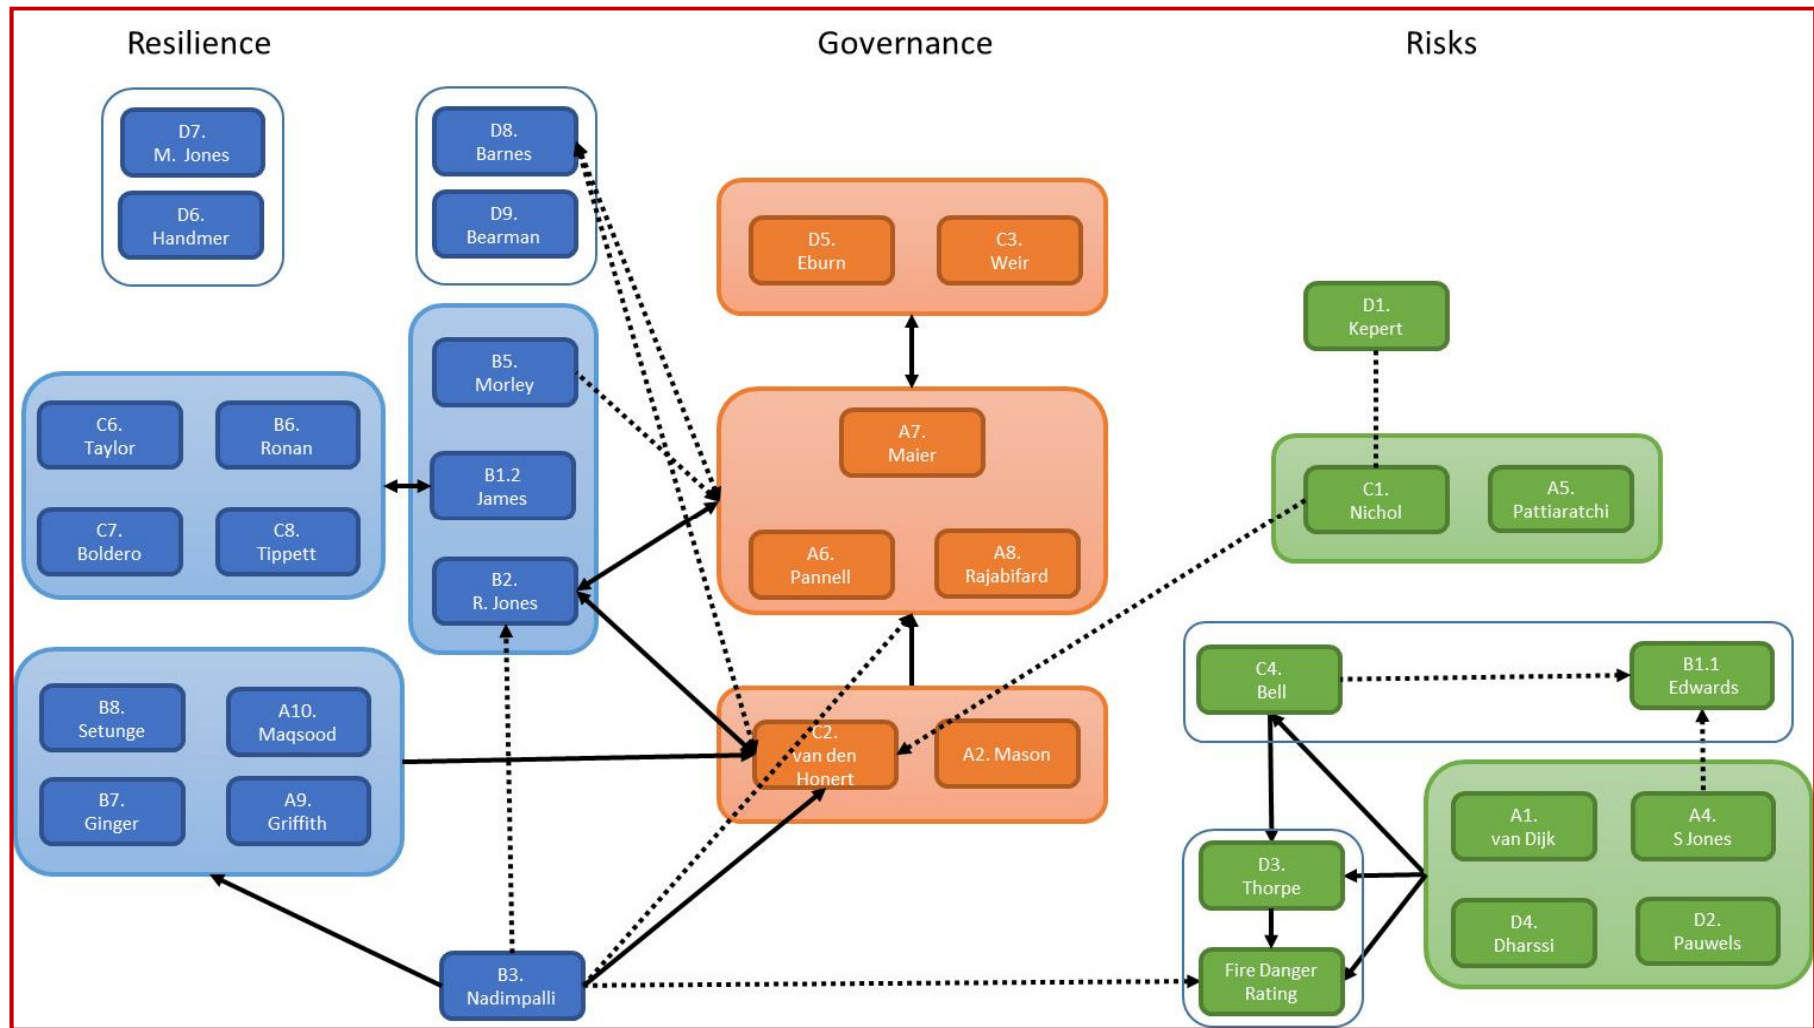 Resilience
Governance
Risks
D7.
M. Jones
D6.
Handmer
D8.
Barnes
D9.
Bearman
B5.
Morley
B1.2
James
B2.
R. Jones
C6.
Taylor
B6.
Ronan
C7.
Boldero
C8.
Tippett
B8.
Setunge
A10.
Maqsood
B7.
Ginger
A9.
Griffith
B3.
Nadimpalli
D5.
Eburn
C3.
Weir
A7.
Maier
A6.
Pannell
A8.
Rajabifard
C2.
van den
Honert
A2. Mason
D1.
Kepert
C1.
Nichol
A5.
Pattiaratchi
C4.
Bell
B1.1
Edwards
D3.
Thorpe
Fire Danger
Rating
A1.
van Dijk
A4.
S Jones
D4.
Dharssi
D2.
Pauwels